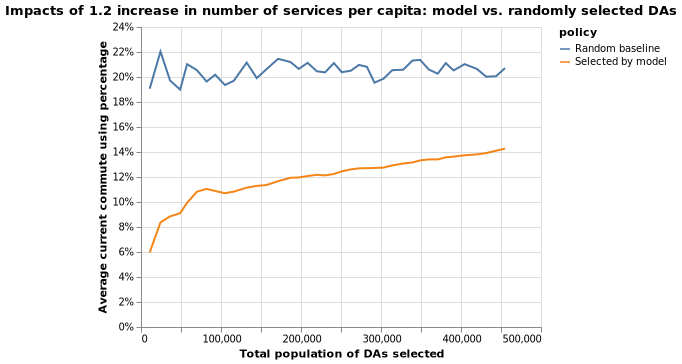 Impacts of 1.2 increase in number of services per capita: model vs. randomly selected DAs
policy
Random baseline
Selected by model
Average current commute using percentage
24%
22%
20%
18%
16%
14%
12%
10%
8%
6%
4%
2%
0%
0 100,000 200,000 300,000 400,000 500,000
Total population of DAs selected